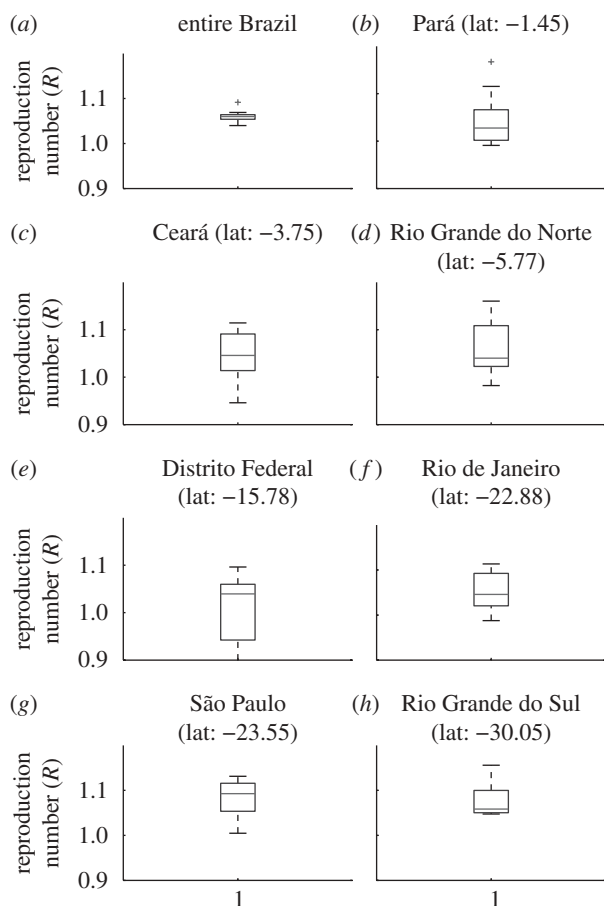 (a) entire Brazil
(b) Pará (lat: −1.45)
reproduction
number (R)
1.1
1.0
0.9
(c) Ceará (lat: −3.75)
(d) Rio Grande do Norte
(lat: −5.77)
reproduction
number (R)
1.1
1.0
0.9
(e) Distrito Federal
(lat: −15.78)
(f) Rio de Janeiro
(lat: −22.88)
reproduction
number (R)
1.1
1.0
0.9
(g) São Paulo
(lat: −23.55)
(h) Rio Grande do Sul
(lat: −30.05)
reproduction
number (R)
1.1
1.0
0.9
1
1